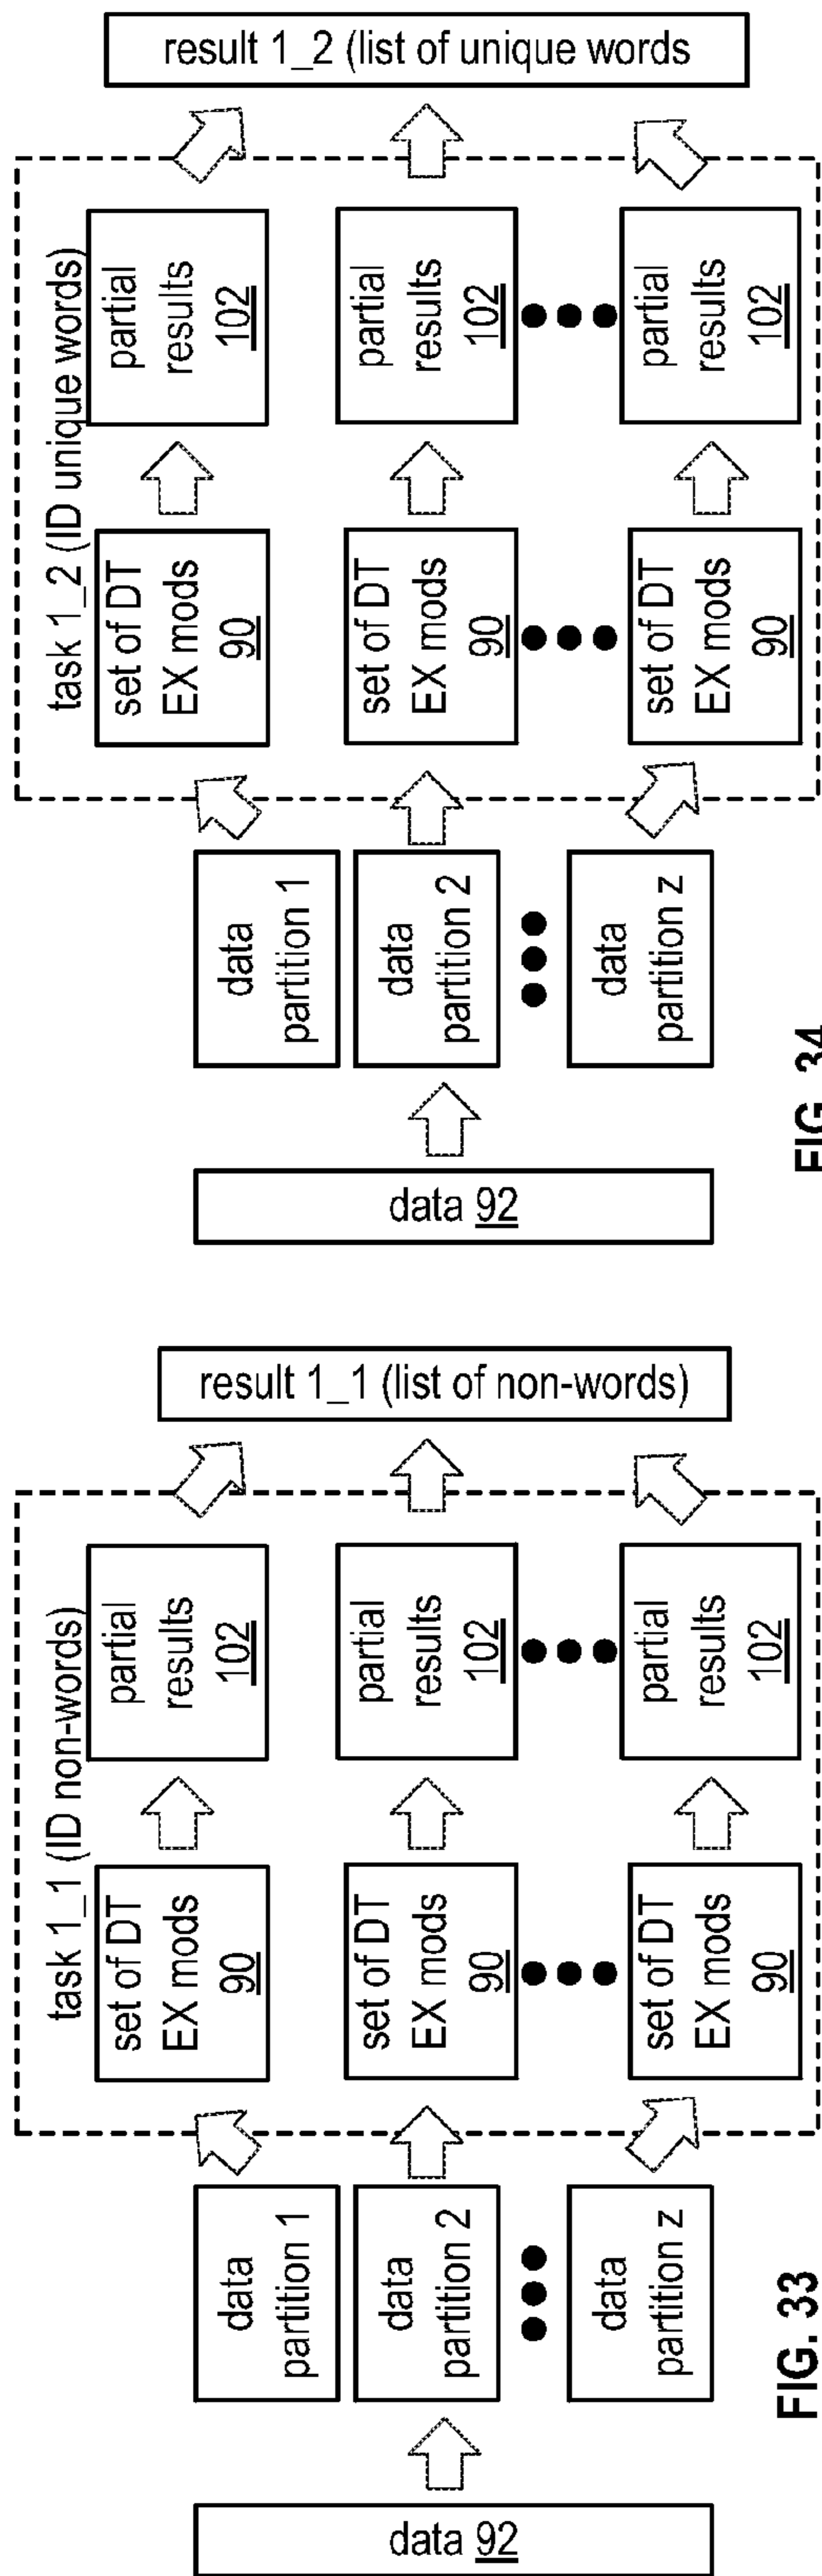 data 92
data
partition 1
data
partition 2
data
partition z
task 1_1 (ID non-words)
set of DT
EX mods
90
set of DT
EX mods
90
set of DT
EX mods
90
partial
results
102
partial
results
102
partial
results
102
result 1_1 (list of non-words)
FIG. 33
data 92
data
partition 1
data
partition 2
data
partition z
task 1_2 (ID unique words)
set of DT
EX mods
90
set of DT
EX mods
90
set of DT
EX mods
90
partial
results
102
partial
results
102
partial
results
102
result 1_2 (list of unique words
FIG. 34